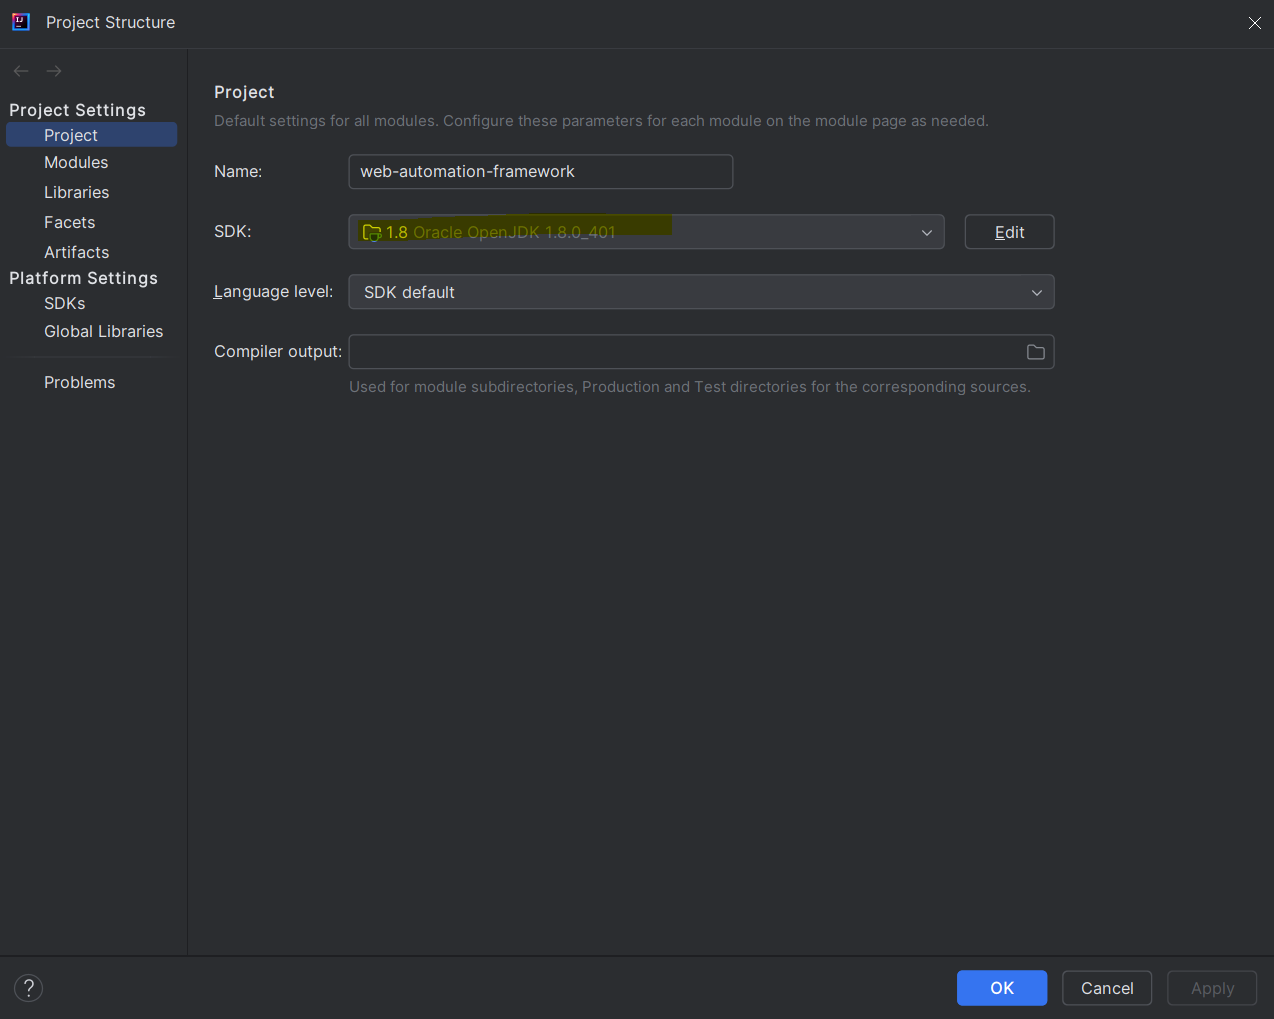 Project Structure
Project Settings
Project
Modules
Libraries
Facets
Artifacts
Platform Settings
SDKs
Global Libraries
Problems
Project
Default settings for all modules. Configure these parameters for each module on the module page as needed.
Name: web-automation-framework
SDK: 1.8 Oracle OpenJDK 1.8.0_401 Edit
Language level: SDK default
Compiler output:
Used for module subdirectories, Production and Test directories for the corresponding sources.
? OK Cancel Apply